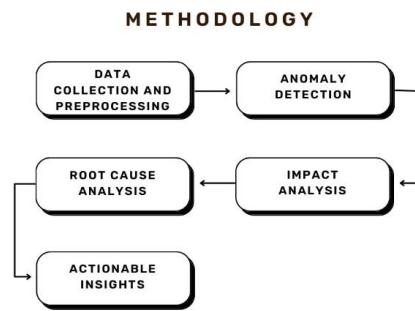 METHODOLOGY
DATA
COLLECTION AND
PREPROCESSING
ANOMALY
DETECTION
IMPACT
ANALYSIS
ROOT CAUSE
ANALYSIS
ACTIONABLE
INSIGHTS